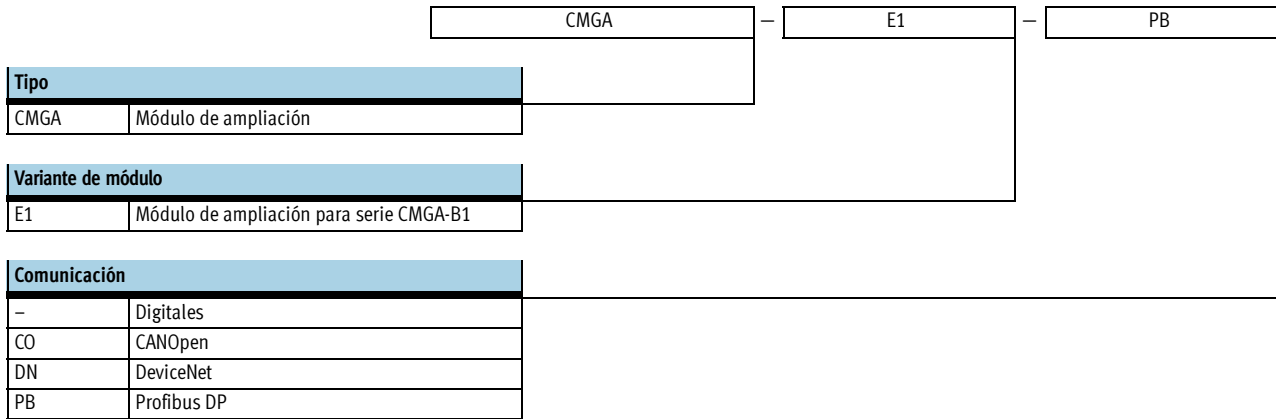 CMGA – E1 – PB
Tipo
CMGA Módulo de ampliación
Variante de módulo
E1 Módulo de ampliación para serie CMGA-B1
Comunicación
– Digitales
CO CANOpen
DN DeviceNet
PB Profibus DP